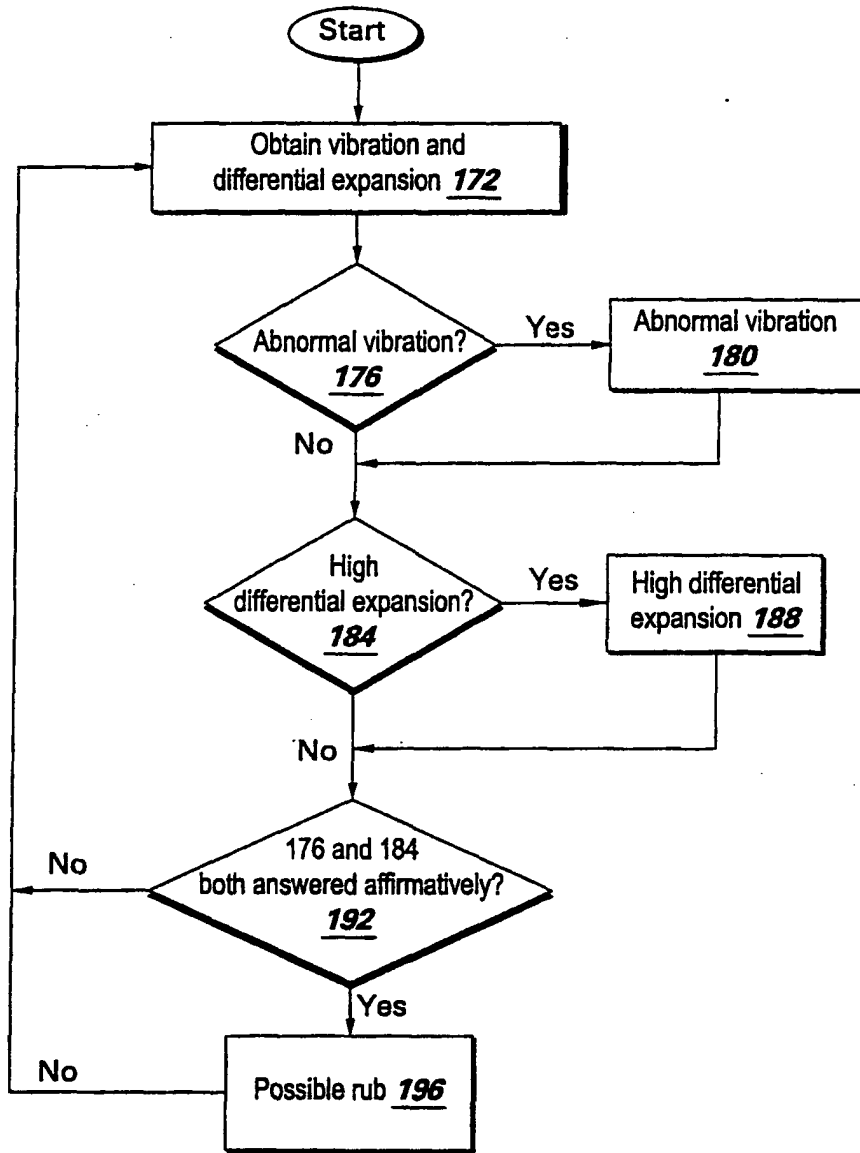 Start
Obtain vibration and
differential expansion 172
Abnormal vibration?
176
Yes
Abnormal vibration
180
No
High
differential expansion?
184
Yes
High differential
expansion 188
No
176 and 184
both answered affirmatively?
192
No
Yes
Possible rub 196
No